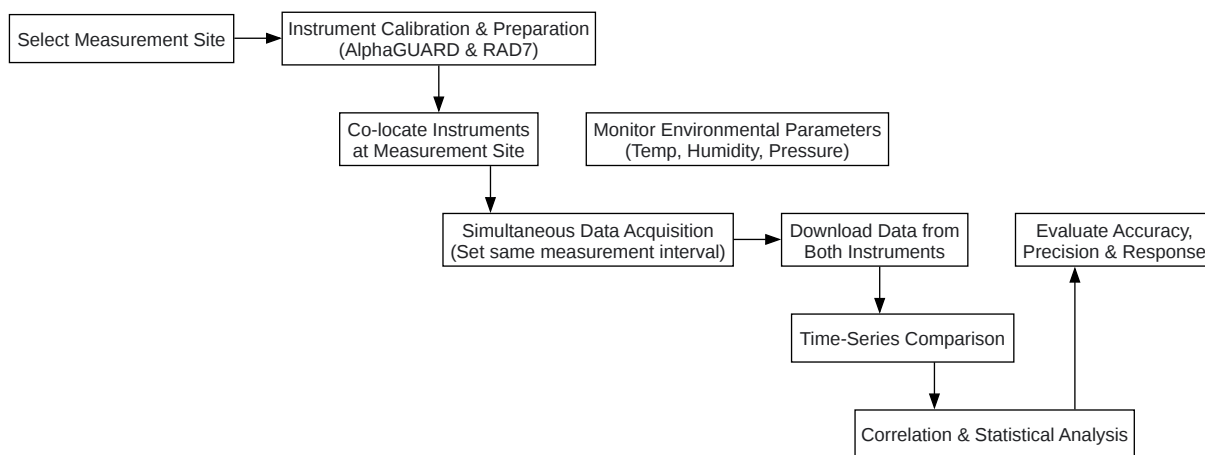 Select Measurement Site
Instrument Calibration & Preparation
(AlphaGUARD & RAD7)
Co-locate Instruments
at Measurement Site
Monitor Environmental Parameters
(Temp, Humidity, Pressure)
Simultaneous Data Acquisition
(Set same measurement interval)
Download Data from
Both Instruments
Evaluate Accuracy,
Precision & Response
Time-Series Comparison
Correlation & Statistical Analysis